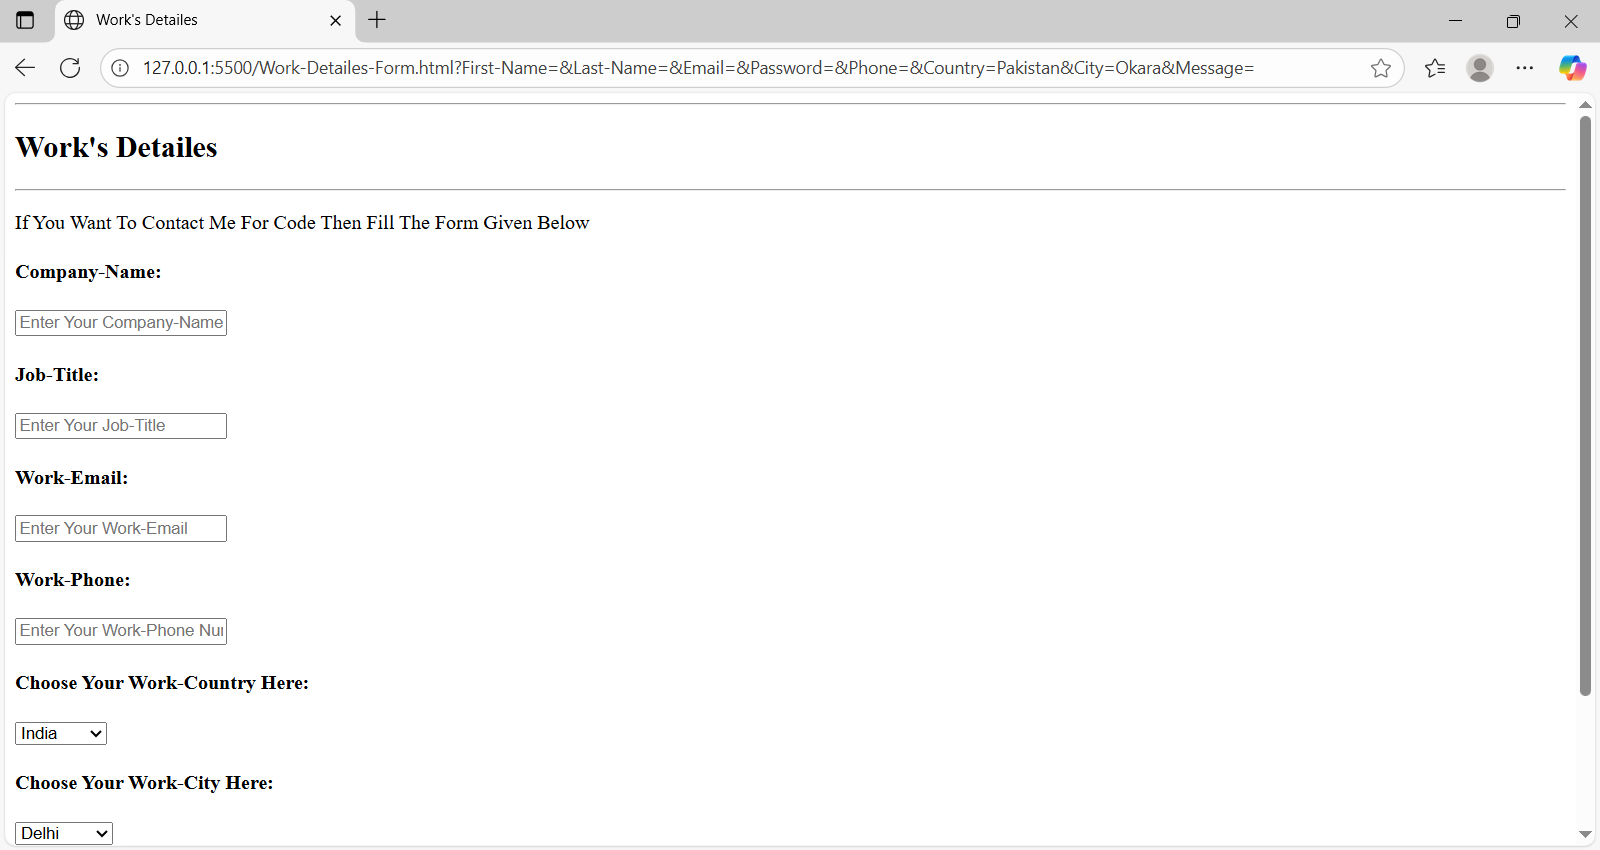 Work's Detailes
127.0.0.1:5500/Work-Detailes-Form.html?First-Name=&Last-Name=&Email=&Password=&Phone=&Country=Pakistan&City=Okara&Message=
Work's Detailes
If You Want To Contact Me For Code Then Fill The Form Given Below
Company-Name:
Enter Your Company-Name
Job-Title:
Enter Your Job-Title
Work-Email:
Enter Your Work-Email
Work-Phone:
Enter Your Work-Phone Nu
Choose Your Work-Country Here:
India
Choose Your Work-City Here:
Delhi